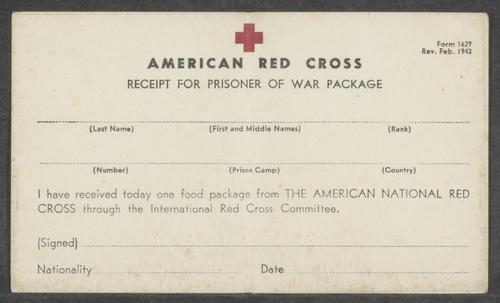 Form 1629
Rev. Feb. 1943
AMERICAN RED CROSS
RECEIPT FOR PRISONER OF WAR PACKAGE
(Last Name) (First and Middle Names) (Rank)
(Number) (Prison Camp) (Country)
I have received today one food package from THE AMERICAN NATIONAL RED
CROSS through the International Red Cross Committee.
(Signed)
Nationality Date